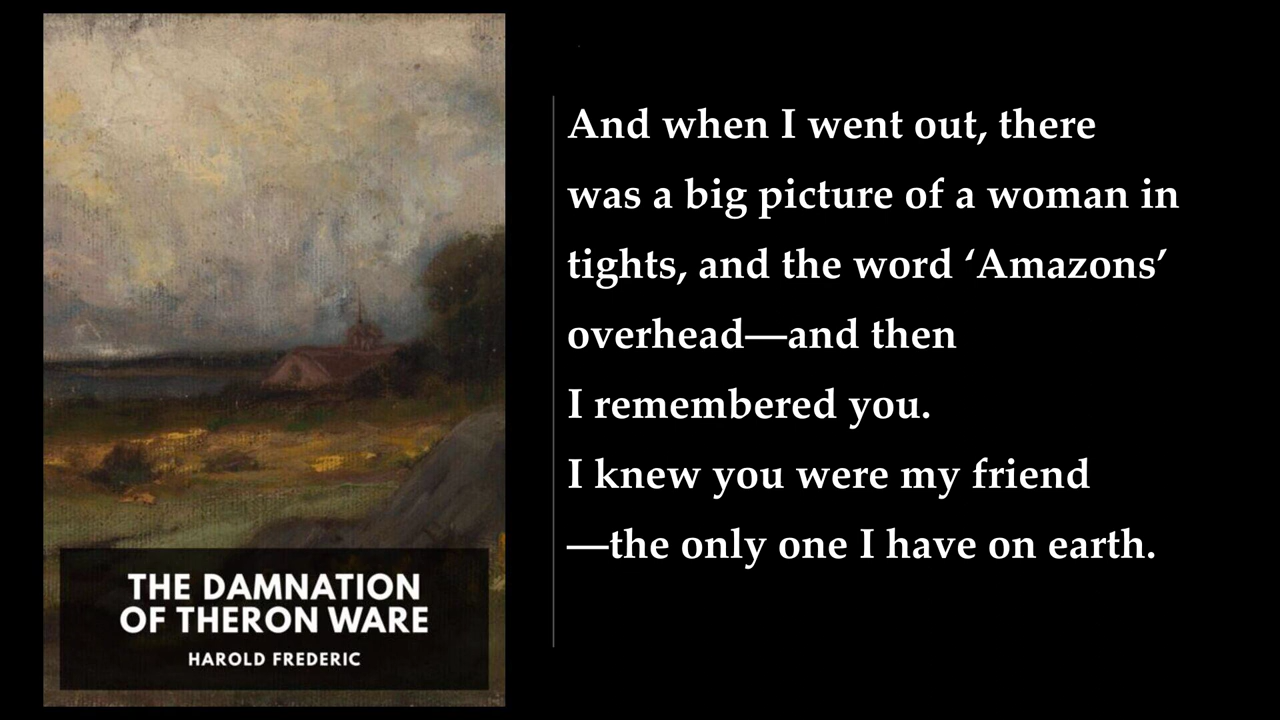 THE DAMNATION
OF THERON WARE
HAROLD FREDERIC
And when I went out, there
was a big picture of a woman in
tights, and the word ‘Amazons’
overhead—and then
I remembered you.
I knew you were my friend
—the only one I have on earth.